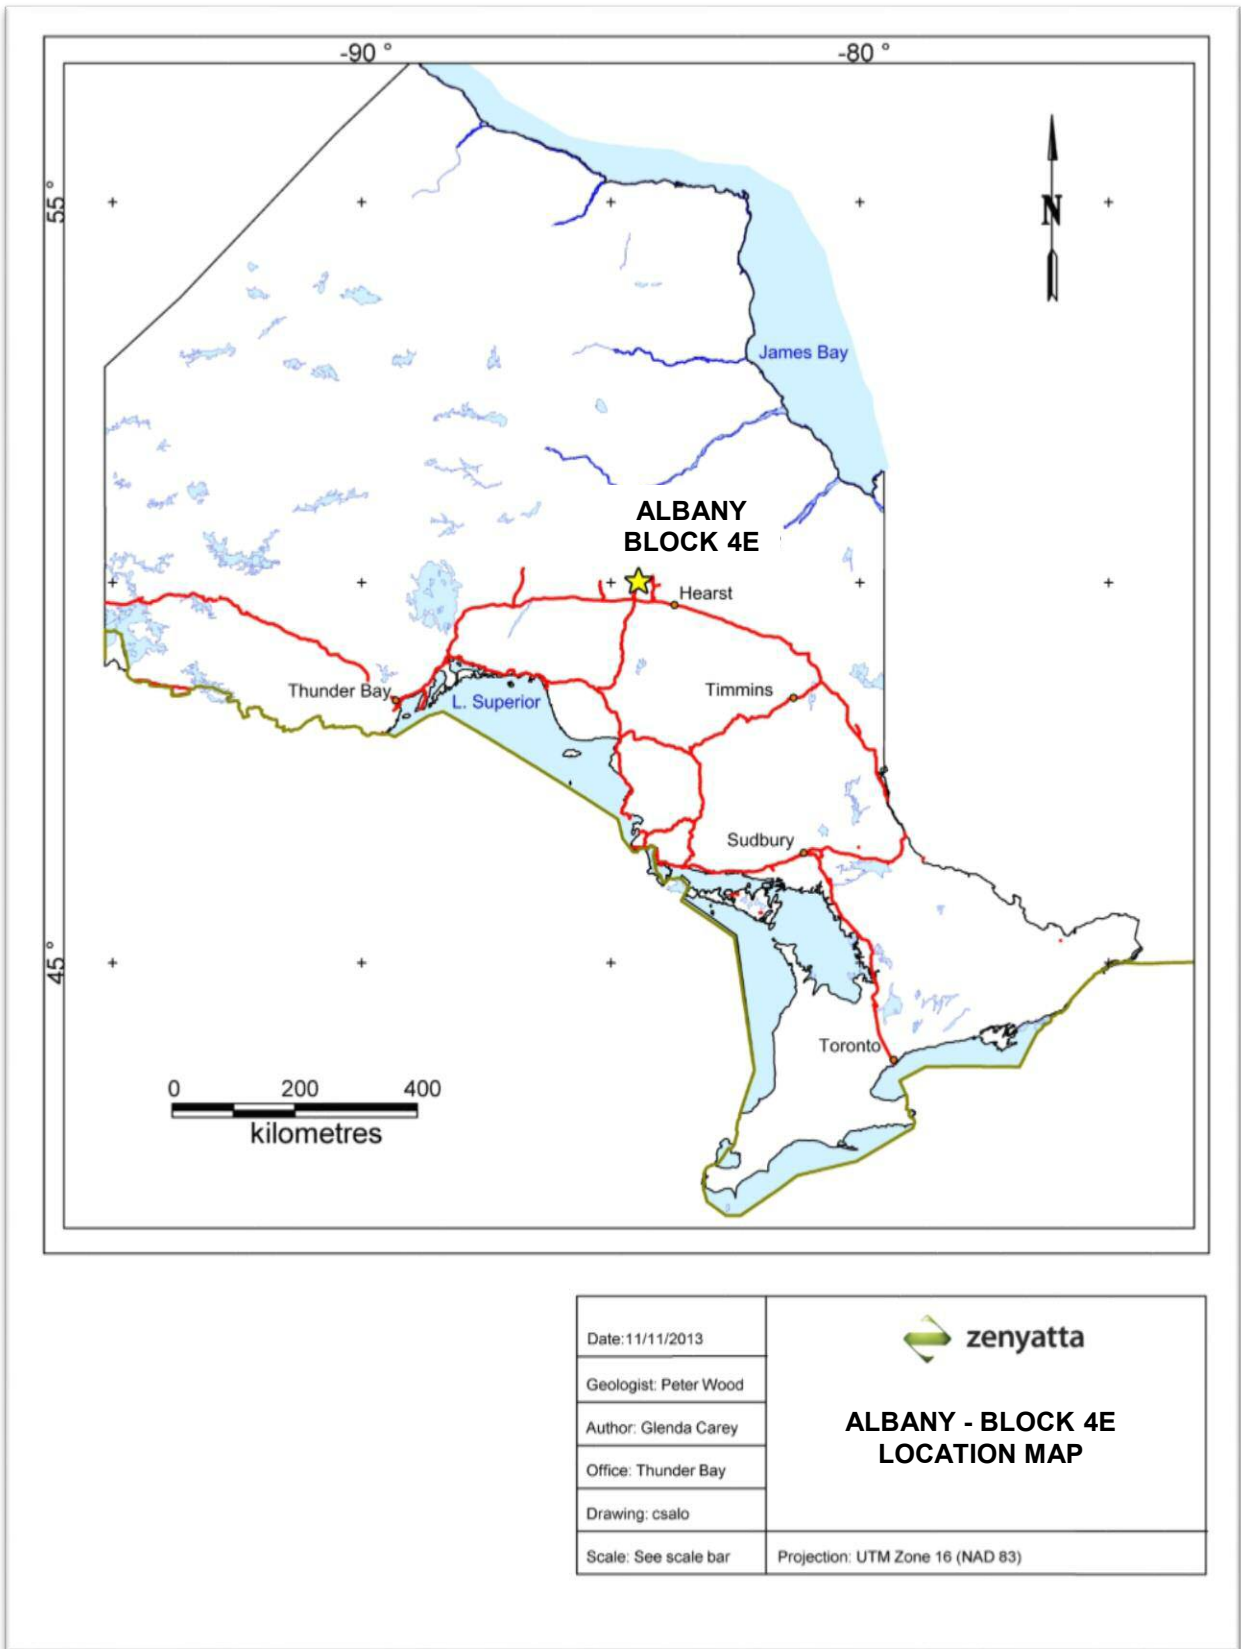 -90 °
-80 °
55 °
N
James Bay
ALBANY
BLOCK 4E
Hearst
Thunder Bay
L. Superior
Timmins
Sudbury
45 °
Toronto
0 200 400
kilometres
Date:11/11/2013
Geologist: Peter Wood
Author: Glenda Carey
Office: Thunder Bay
Drawing: csalo
Scale: See scale bar
zenyatta
ALBANY - BLOCK 4E
LOCATION MAP
Projection: UTM Zone 16 (NAD 83)